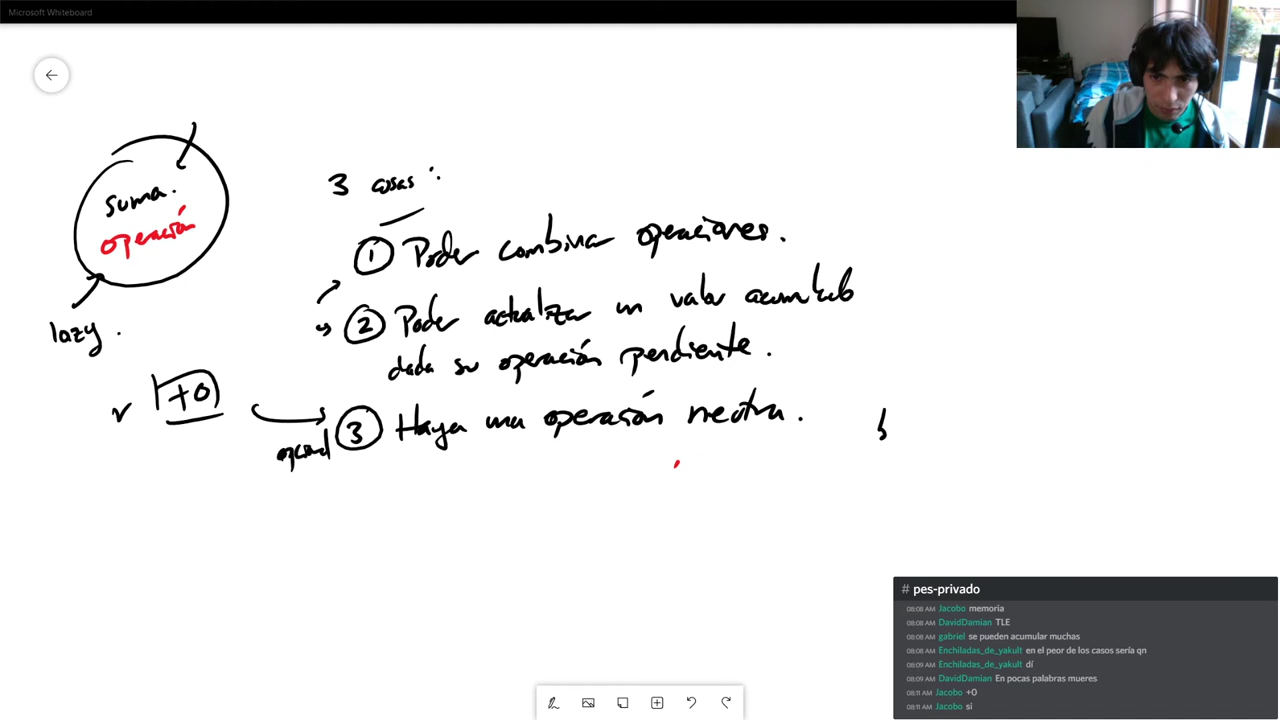 Microsoft Whiteboard
suma.
operación
lazy.
3 cosas:
① Poder combinar operaciones.
② Poder actualizar un valor acumulado
dada su operación pendiente.
+0
③ Haya una operación neutra.
opcional
# pes-privado
08:08 AM Jacobo memoria
08:08 AM DavidDamian TLE
08:08 AM gabriel se pueden acumular muchas
08:08 AM Enchiladas_de_yakult en el peor de los casos sería qn
08:09 AM Enchiladas_de_yakult dí
08:09 AM DavidDamian En pocas palabras mueres
08:11 AM Jacobo +0
08:11 AM Jacobo si